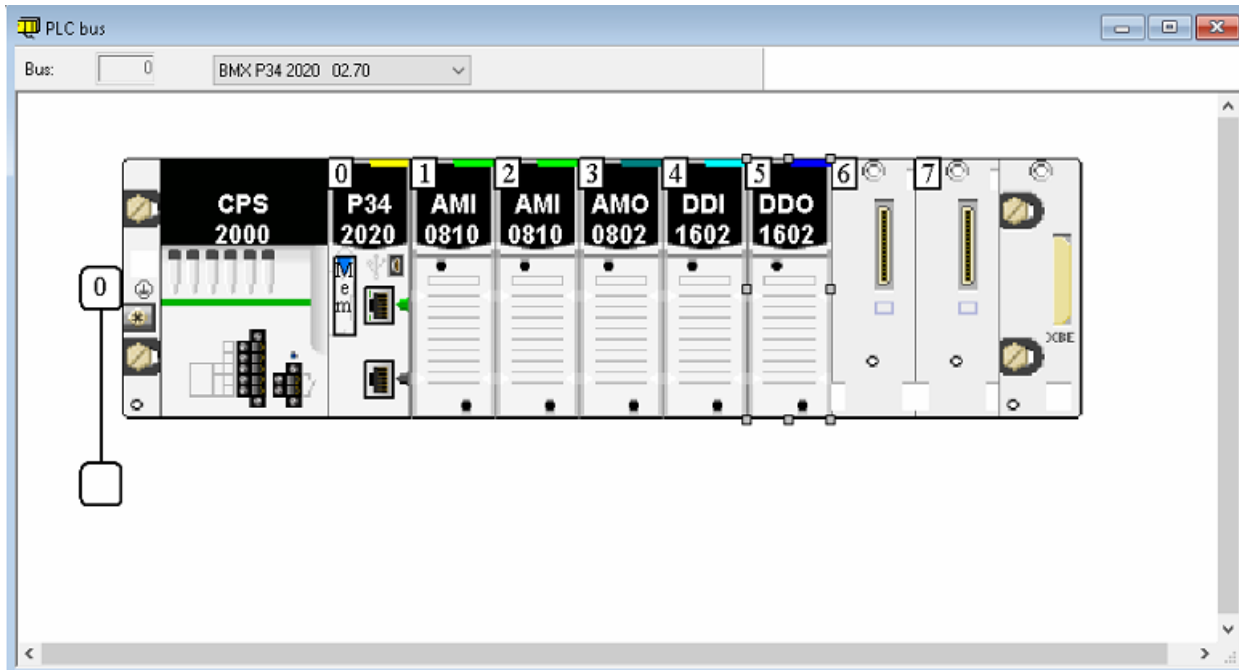 PLC bus
Bus:
0
BMX P34 2020 02.70
0
CPS
2000
0
P34
2020
Mem
1
AMI
0810
2
AMI
0810
3
AMO
0802
4
DDI
1602
5
DDO
1602
6
7
XBE